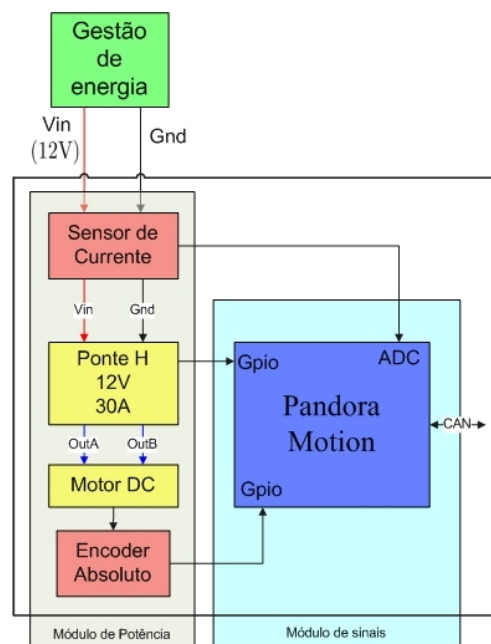 Gestão
de
energia
Vin
(12V)
Gnd
Sensor de
Currente
Vin
Gnd
Ponte H
12V
30A
Gpio
ADC
Pandora
Motion
CAN
OutA
OutB
Motor DC
Gpio
Encoder
Absoluto
Módulo de Potência
Módulo de sinais